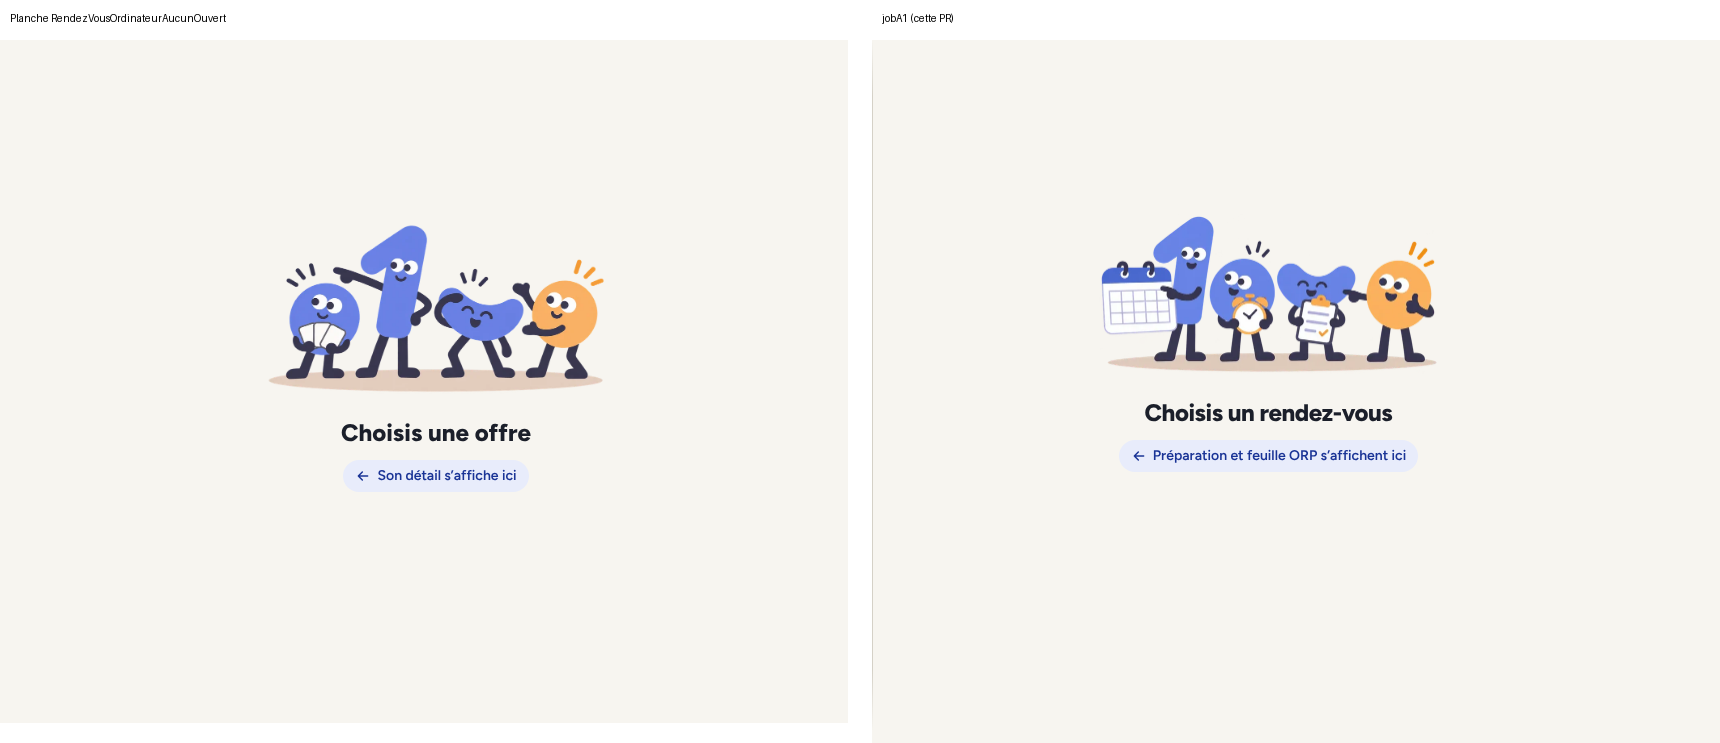 Planche RendezVousOrdinateurAucunOuvert
jobA1 (cette PR)
Choisis une offre
← Son détail s’affiche ici
Choisis un rendez-vous
← Préparation et feuille ORP s’affichent ici